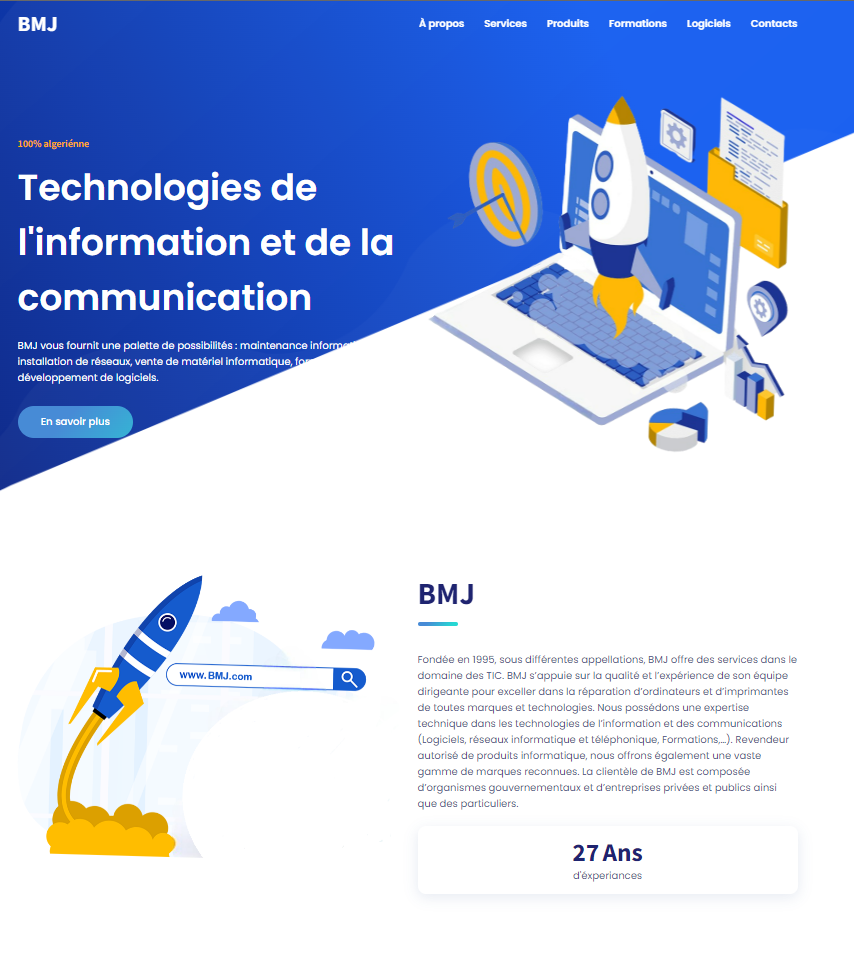 BMJ
À propos Services Produits Formations Logiciels Contacts
100% algeriénne
Technologies de
l'information et de la
communication
BMJ vous fournit une palette de possibilités : maintenance
installation de réseaux, vente de matériel informatique,
développement de logiciels.
En savoir plus
www.BMJ.com
BMJ
Fondée en 1995, sous différentes appellations, BMJ offre des services dans le
domaine des TIC. BMJ s’appuie sur la qualité et l’expérience de son équipe
dirigeante pour exceller dans la réparation d’ordinateurs et d’imprimantes
de toutes marques et technologies. Nous possédons une expertise
technique dans les technologies de l’information et des communications
(Logiciels, réseaux informatique et téléphonique, Formations,…). Revendeur
autorisé de produits informatique, nous offrons également une vaste
gamme de marques reconnues. La clientèle de BMJ est composée
d’organismes gouvernementaux et d’entreprises privées et publics ainsi
que des particuliers.
27 Ans
d'éxperiances